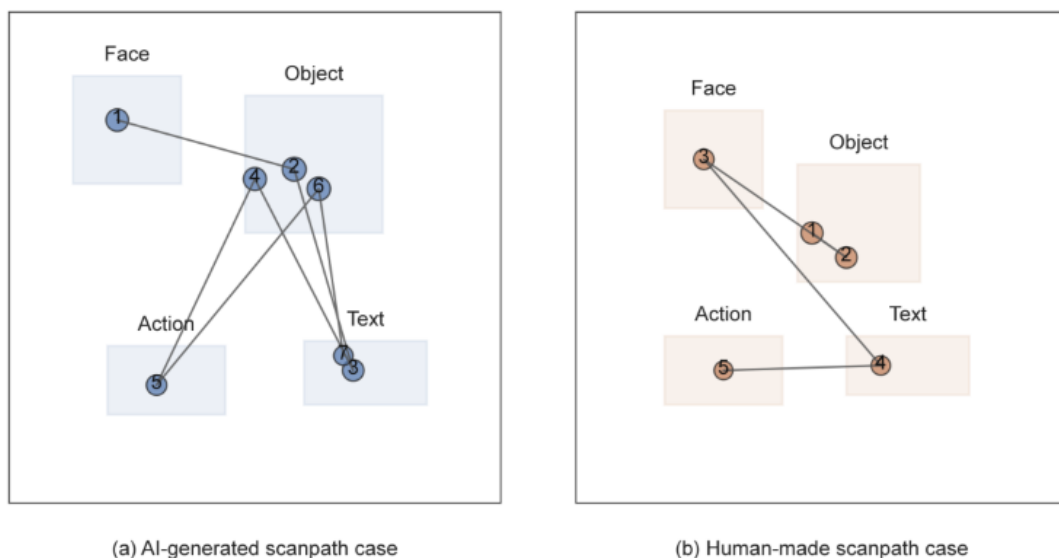 Face
Object
1
2
4
6
Action
Text
7
3
5
(a) AI-generated scanpath case
Face
Object
3
1
2
Action
Text
5
4
(b) Human-made scanpath case